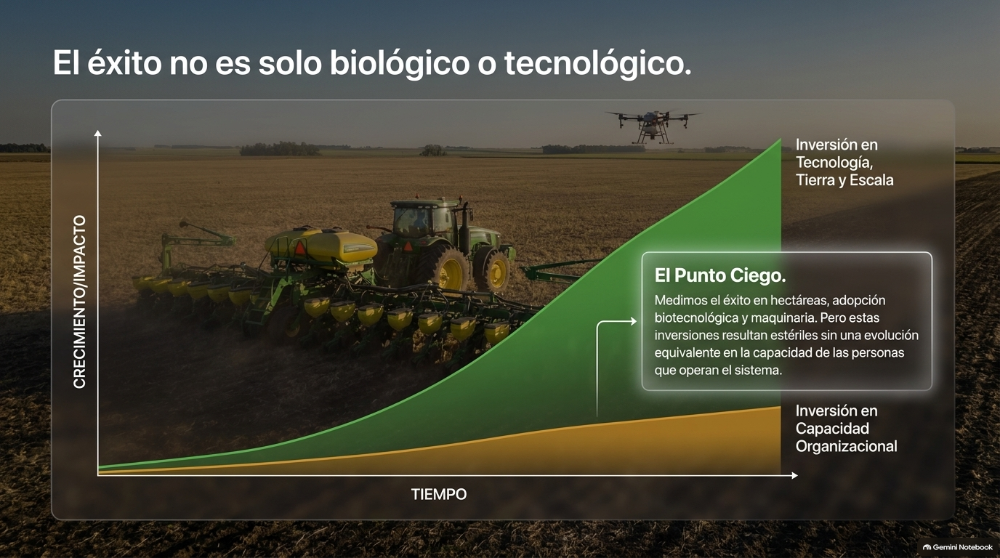 El éxito no es solo biológico o tecnológico.
CRECIMIENTO/IMPACTO
Inversión en
Tecnología,
Tierra y Escala
El Punto Ciego.
Medimos el éxito en hectáreas, adopción
biotecnológica y maquinaria. Pero estas
inversiones resultan estériles sin una evolución
equivalente en la capacidad de las personas
que operan el sistema.
Inversión en
Capacidad
Organizacional
TIEMPO
Gemini Notebook